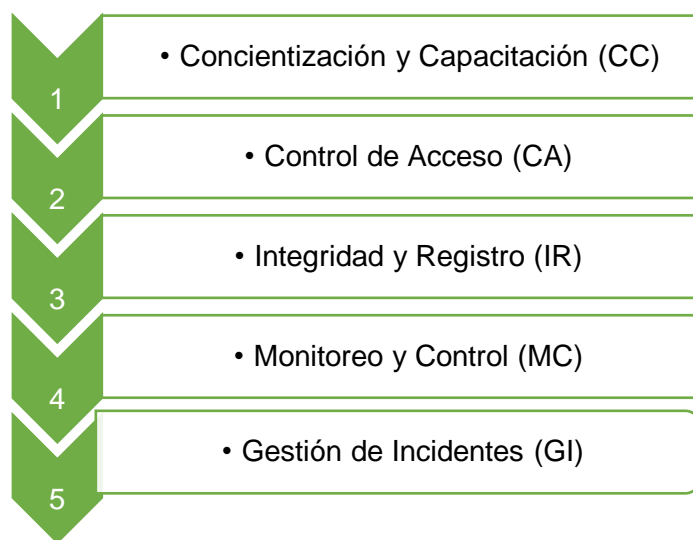 • Concientización y Capacitación (CC)
1
• Control de Acceso (CA)
2
• Integridad y Registro (IR)
3
• Monitoreo y Control (MC)
4
• Gestión de Incidentes (GI)
5